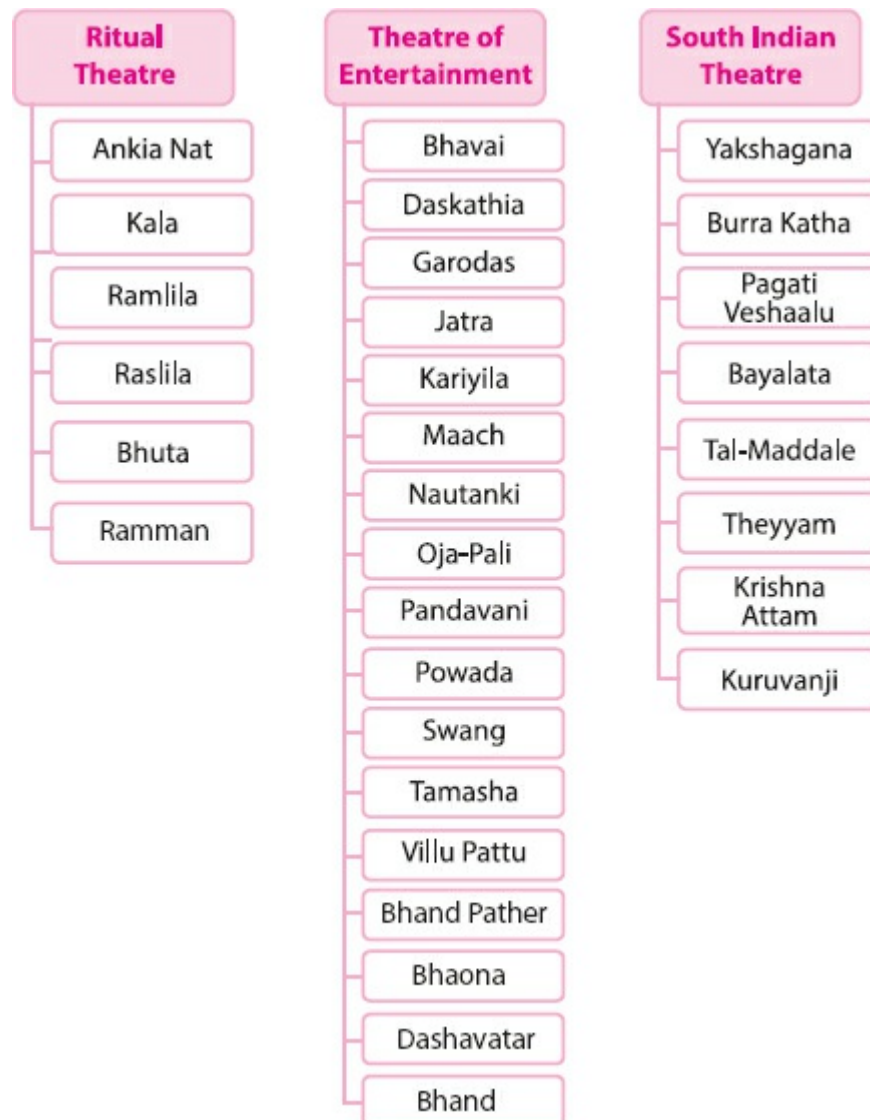 Ritual
Theatre
Ankia Nat
Kala
Ramlila
Raslila
Bhuta
Ramman
Theatre of
Entertainment
Bhavai
Daskathia
Garodas
Jatra
Kariyila
Maach
Nautanki
Oja-Pali
Pandavani
Powada
Swang
Tamasha
Villu Pattu
Bhand Pather
Bhaona
Dashavatar
Bhand
South Indian
Theatre
Yakshagana
Burra Katha
Pagati
Veshaalu
Bayalata
Tal-Maddale
Theyyam
Krishna
Attam
Kuruvanji